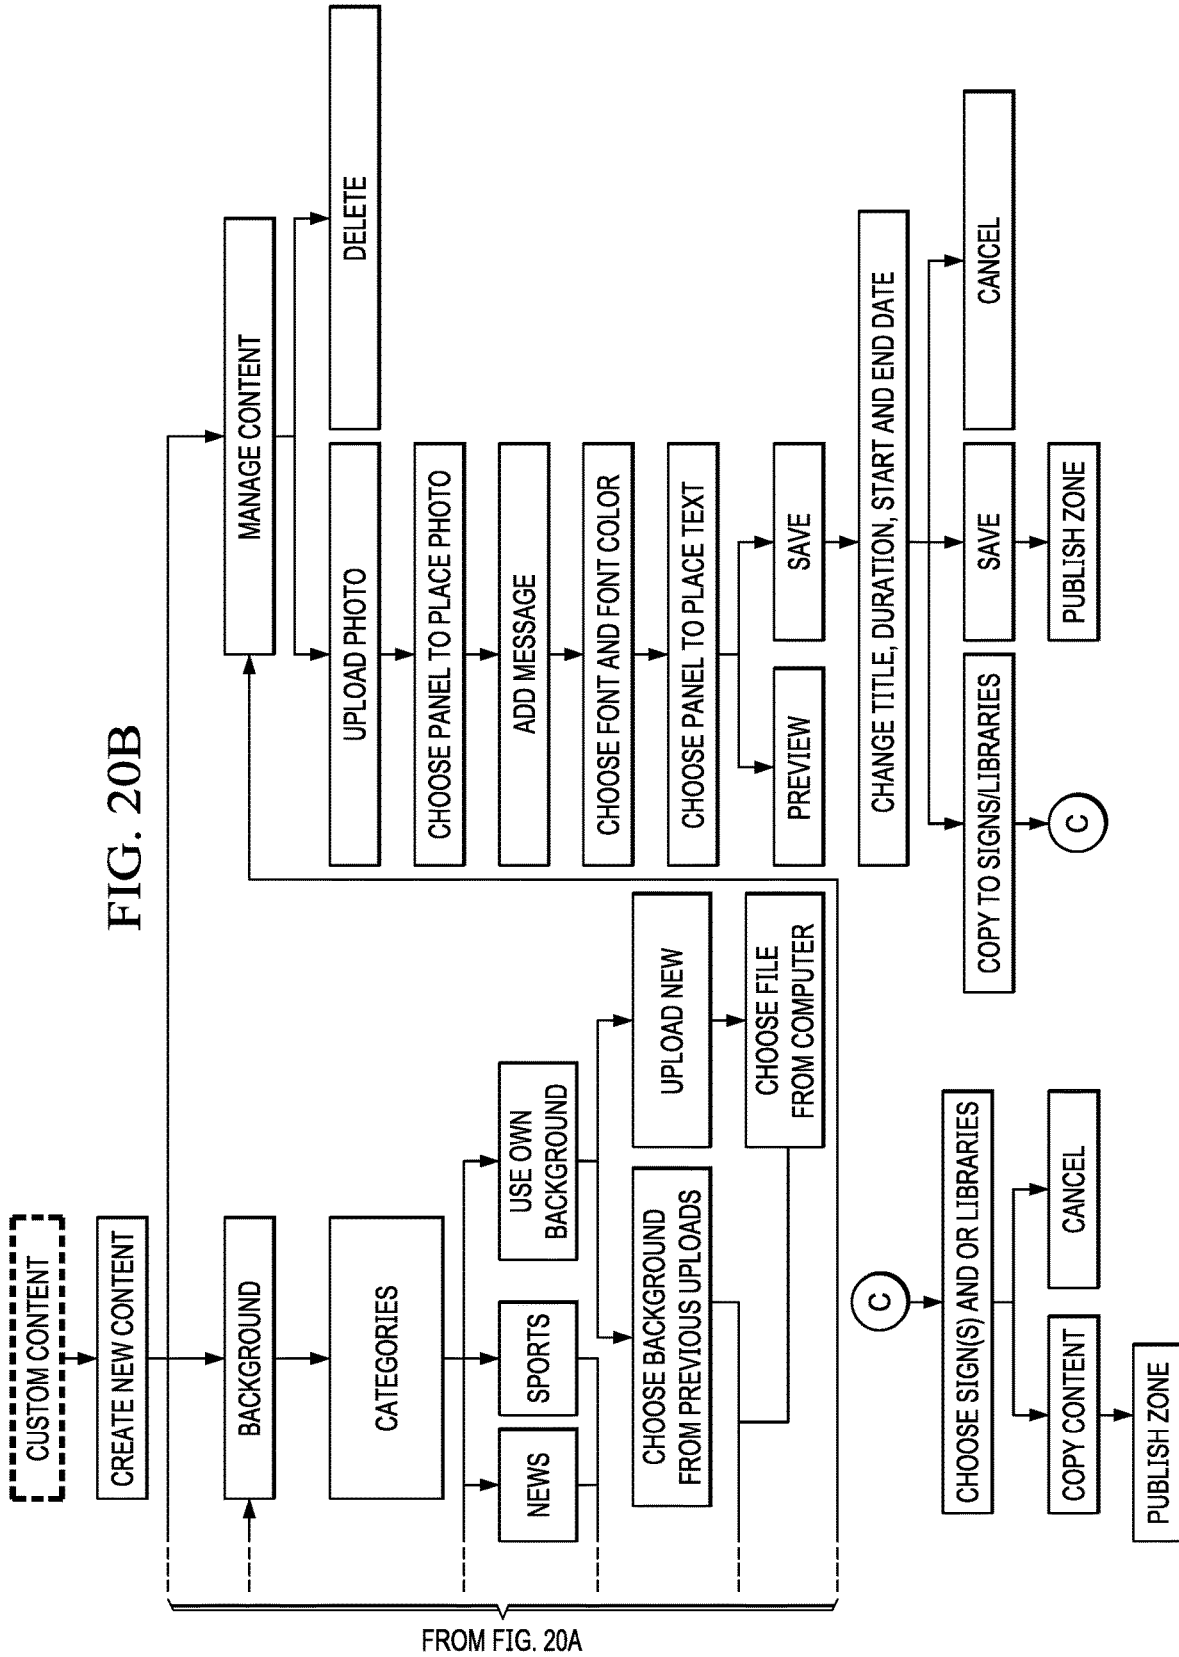 FIG. 20B
CUSTOM CONTENT
CREATE NEW CONTENT
BACKGROUND
CATEGORIES
NEWS
SPORTS
USE OWN
BACKGROUND
CHOOSE BACKGROUND
FROM PREVIOUS UPLOADS
UPLOAD NEW
CHOOSE FILE
FROM COMPUTER
FROM FIG. 20A
MANAGE CONTENT
UPLOAD PHOTO
DELETE
CHOOSE PANEL TO PLACE PHOTO
ADD MESSAGE
CHOOSE FONT AND FONT COLOR
CHOOSE PANEL TO PLACE TEXT
PREVIEW
SAVE
CHANGE TITLE, DURATION, START AND END DATE
COPY TO SIGNS/LIBRARIES
SAVE
CANCEL
C
PUBLISH ZONE
C
CHOOSE SIGN(S) AND OR LIBRARIES
COPY CONTENT
CANCEL
PUBLISH ZONE